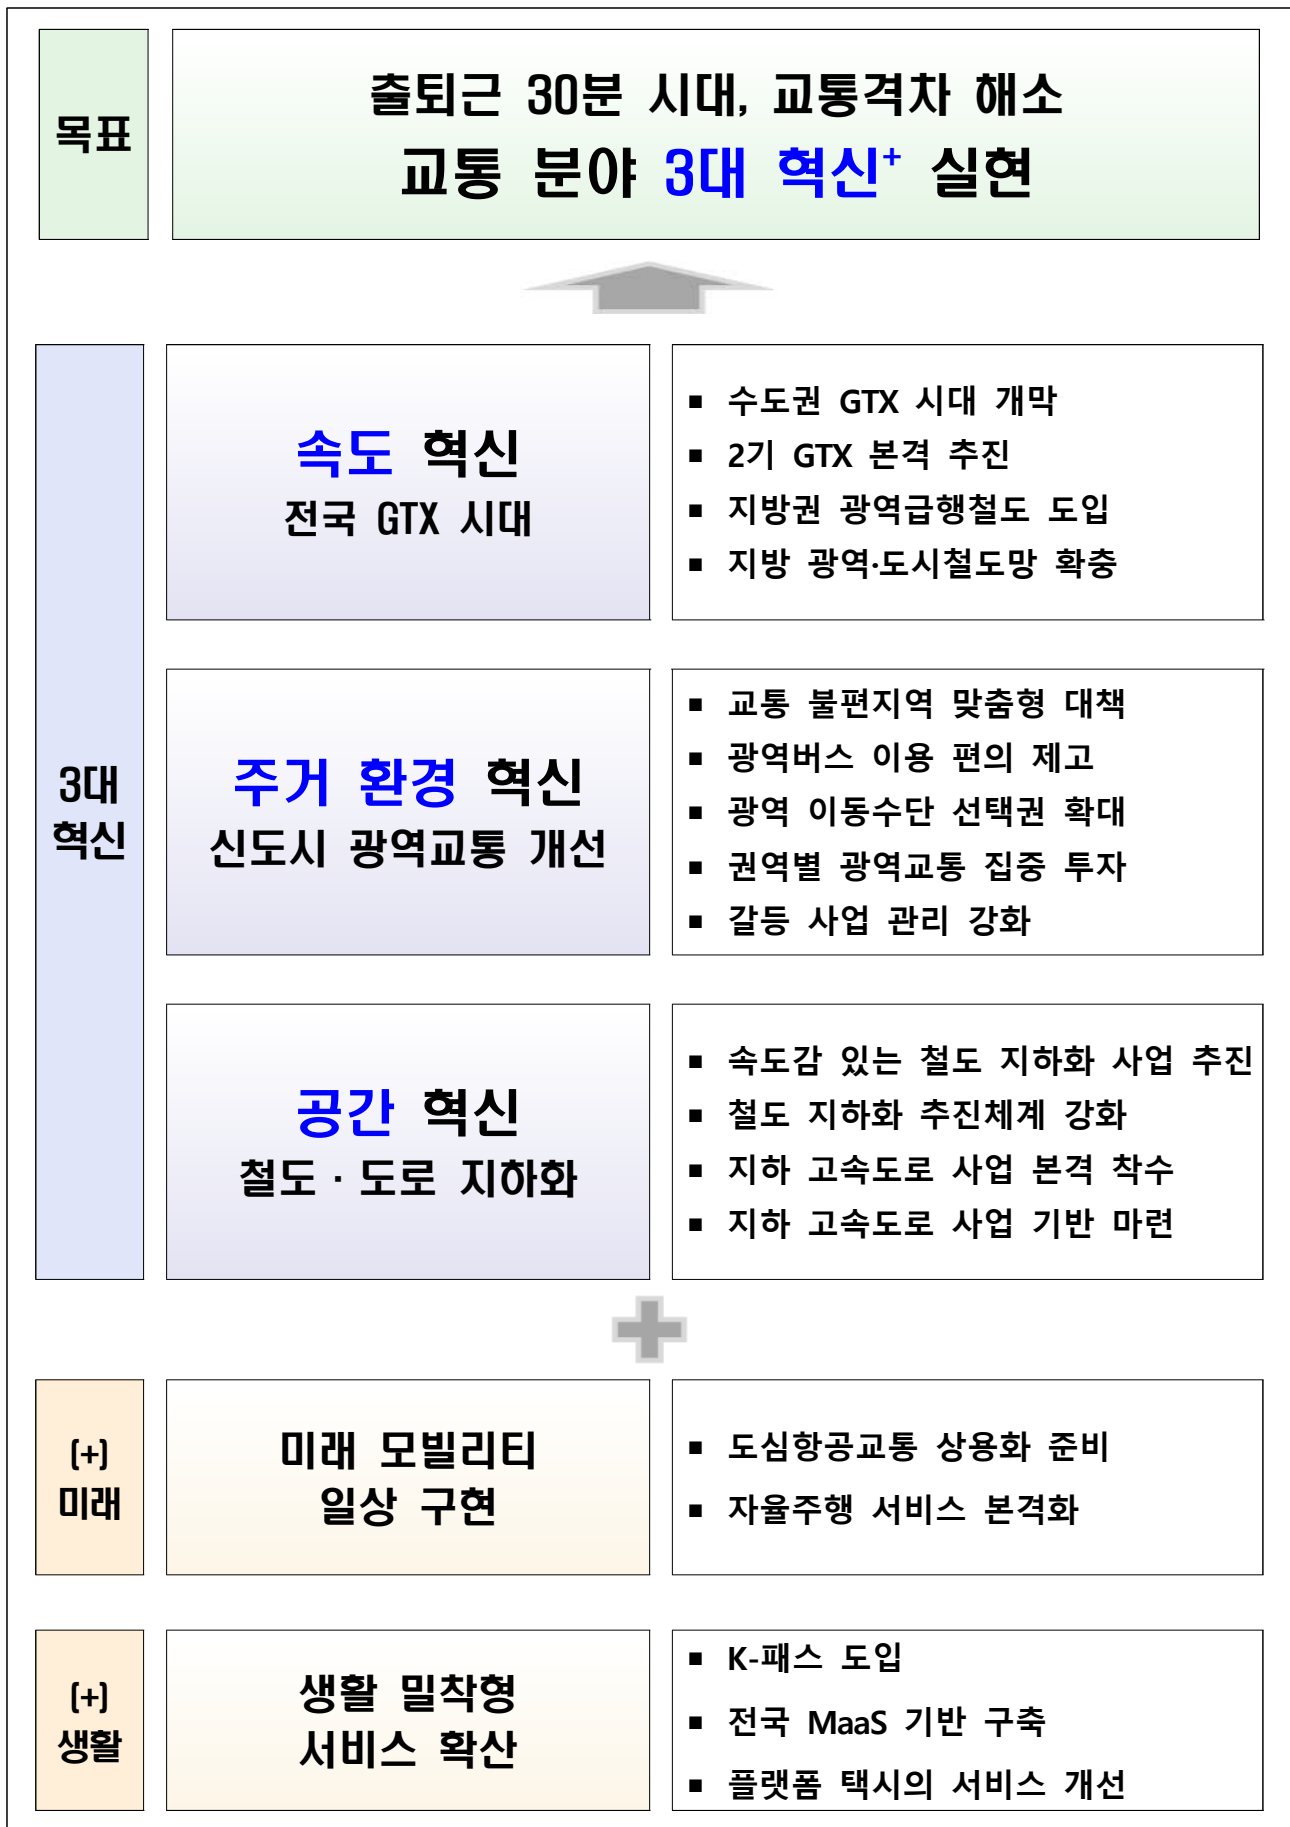 목표
출퇴근 30분 시대, 교통격차 해소
교통 분야 3대 혁신⁺ 실현
3대
혁신
속도 혁신
전국 GTX 시대
▪ 수도권 GTX 시대 개막
▪ 2기 GTX 본격 추진
▪ 지방권 광역급행철도 도입
▪ 지방 광역·도시철도망 확충
주거 환경 혁신
신도시 광역교통 개선
▪ 교통 불편지역 맞춤형 대책
▪ 광역버스 이용 편의 제고
▪ 광역 이동수단 선택권 확대
▪ 권역별 광역교통 집중 투자
▪ 갈등 사업 관리 강화
공간 혁신
철도 · 도로 지하화
▪ 속도감 있는 철도 지하화 사업 추진
▪ 철도 지하화 추진체계 강화
▪ 지하 고속도로 사업 본격 착수
▪ 지하 고속도로 사업 기반 마련
(+)
미래
미래 모빌리티
일상 구현
▪ 도심항공교통 상용화 준비
▪ 자율주행 서비스 본격화
(+)
생활
생활 밀착형
서비스 확산
▪ K-패스 도입
▪ 전국 MaaS 기반 구축
▪ 플랫폼 택시의 서비스 개선